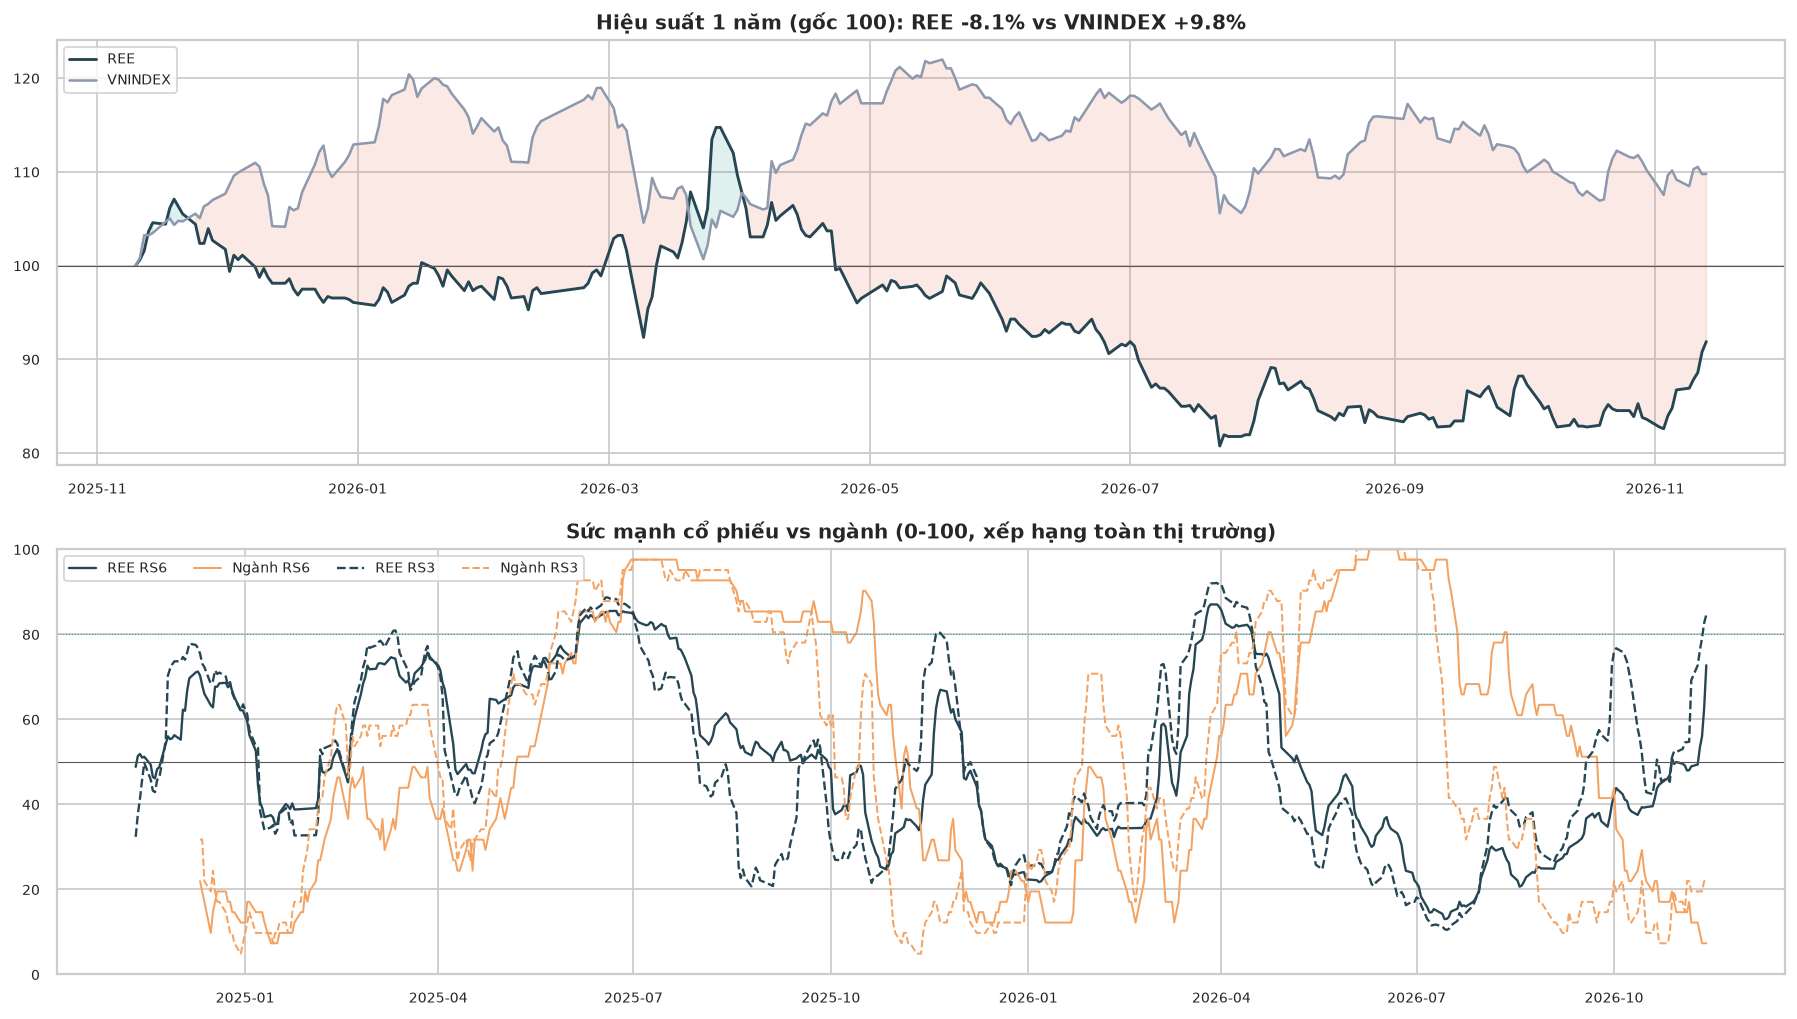 Hiệu suất 1 năm (gốc 100): REE -8.1% vs VNINDEX +9.8%
REE
VNINDEX
120
110
100
90
80
2025-11 2026-01 2026-03 2026-05 2026-07 2026-09 2026-11
Sức mạnh cổ phiếu vs ngành (0-100, xếp hạng toàn thị trường)
REE RS6 Ngành RS6 REE RS3 Ngành RS3
100
80
60
40
20
0
2025-01 2025-04 2025-07 2025-10 2026-01 2026-04 2026-07 2026-10